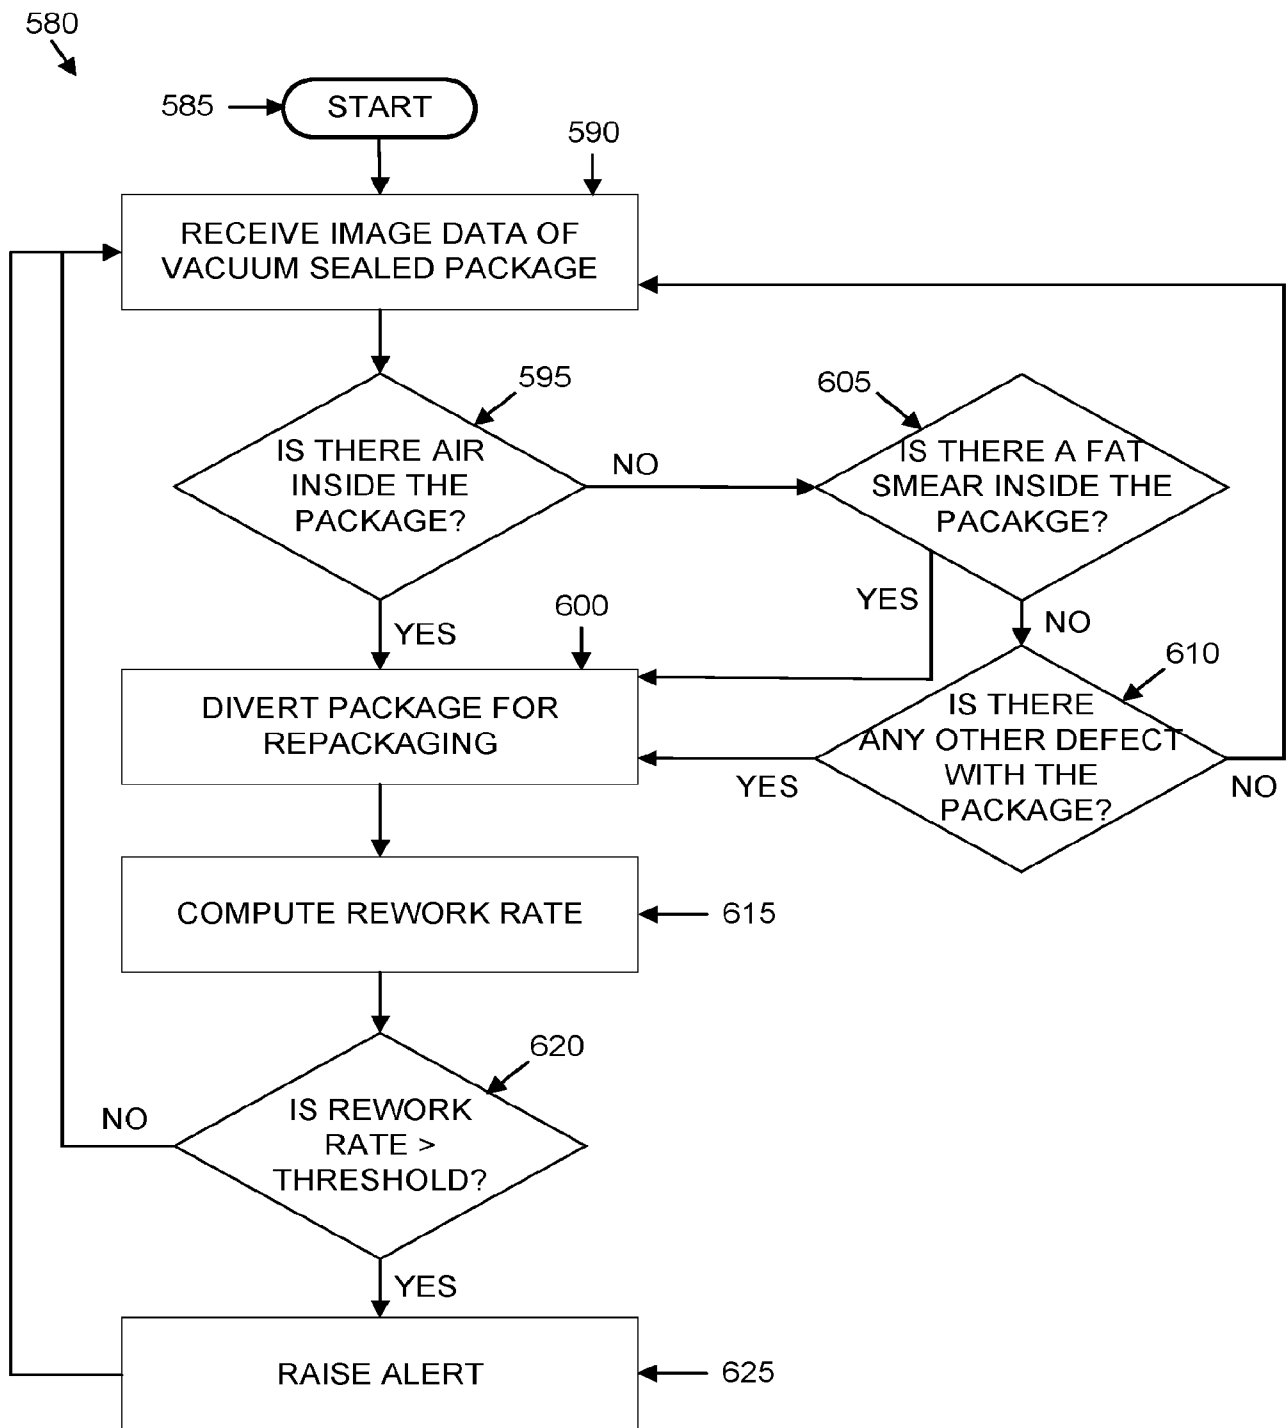 580
585
START
590
RECEIVE IMAGE DATA OF
VACUUM SEALED PACKAGE
595
IS THERE AIR
INSIDE THE
PACKAGE?
NO
605
IS THERE A FAT
SMEAR INSIDE THE
PACAKGE?
YES
NO
YES
600
DIVERT PACKAGE FOR
REPACKAGING
610
IS THERE
ANY OTHER DEFECT
WITH THE
PACKAGE?
YES
NO
COMPUTE REWORK RATE
615
620
IS REWORK
RATE >
THRESHOLD?
NO
YES
RAISE ALERT
625